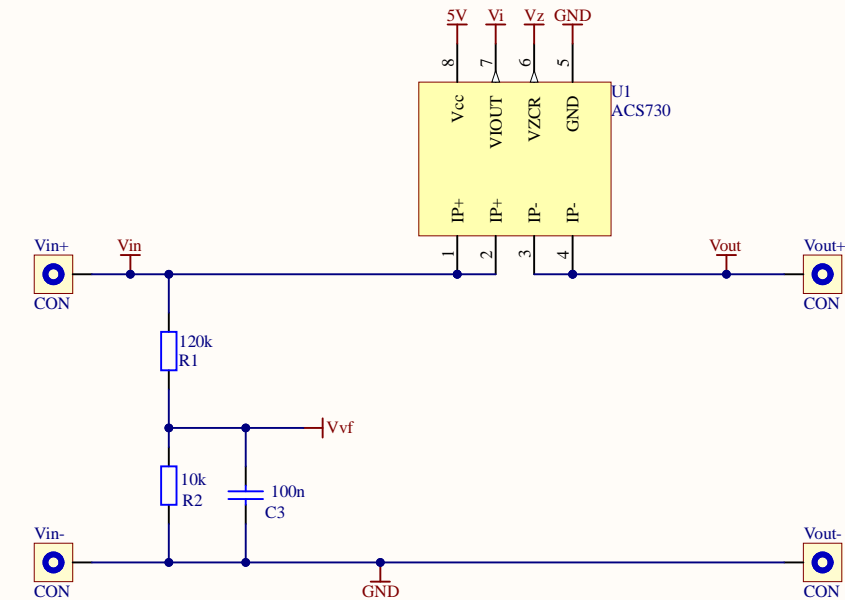 5V Vi Vz GND
8 7 6 5
Vcc VIOUT VZCR GND
U1
ACS730
IP+ IP+ IP- IP-
1 2 3 4
Vin+ Vin Vout Vout+
CON CON
120k
R1
Vvf
10k
R2
100n
C3
Vin- Vout-
GND
CON CON